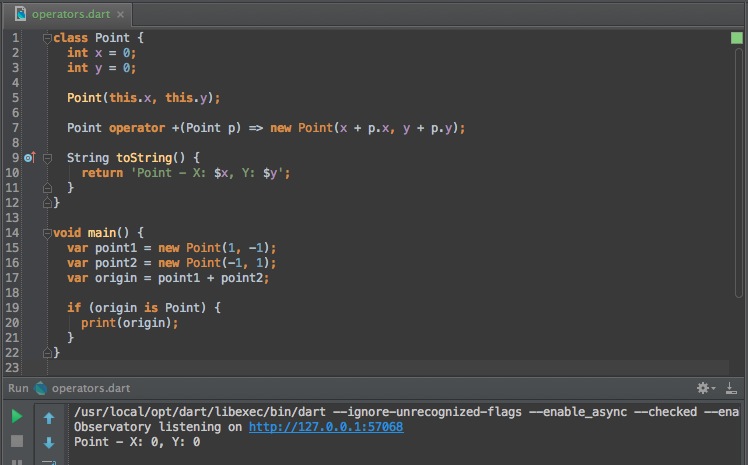 operators.dart
1 class Point {
2 int x = 0;
3 int y = 0;
4
5 Point(this.x, this.y);
6
7 Point operator +(Point p) => new Point(x + p.x, y + p.y);
8
9 String toString() {
10 return 'Point - X: $x, Y: $y';
11 }
12 }
13
14 void main() {
15 var point1 = new Point(1, -1);
16 var point2 = new Point(-1, 1);
17 var origin = point1 + point2;
18
19 if (origin is Point) {
20 print(origin);
21 }
22 }
23
Run operators.dart
/usr/local/opt/dart/libexec/bin/dart --ignore-unrecognized-flags --enable_async --checked --ena
Observatory listening on http://127.0.0.1:57068
Point - X: 0, Y: 0